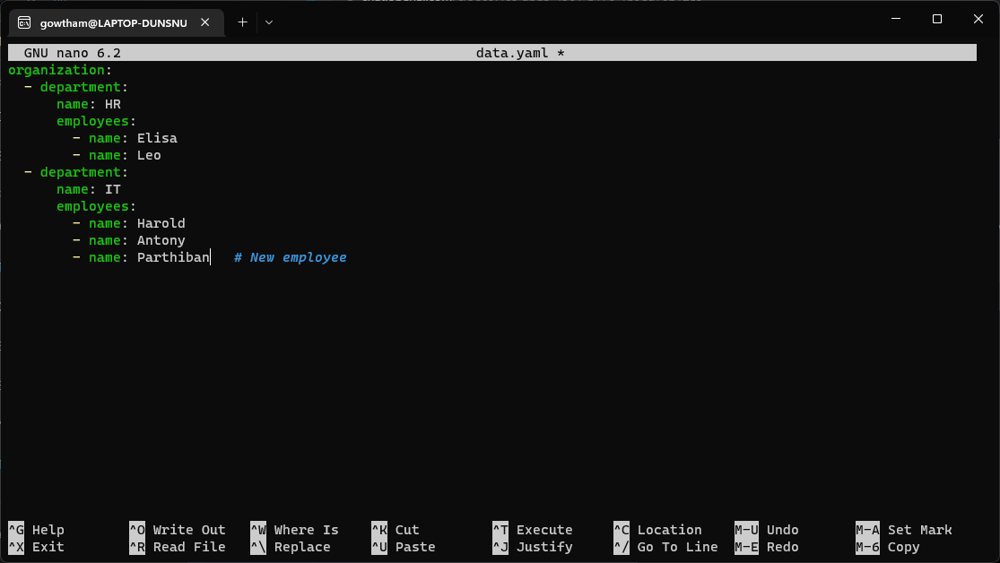 gowtham@LAPTOP-DUNSNU
GNU nano 6.2 data.yaml *
organization:
  - department:
      name: HR
      employees:
        - name: Elisa
        - name: Leo
  - department:
      name: IT
      employees:
        - name: Harold
        - name: Antony
        - name: Parthiban   # New employee
^G Help ^O Write Out ^W Where Is ^K Cut ^T Execute ^C Location M-U Undo M-A Set Mark
^X Exit ^R Read File ^\ Replace ^U Paste ^J Justify ^/ Go To Line M-E Redo M-6 Copy